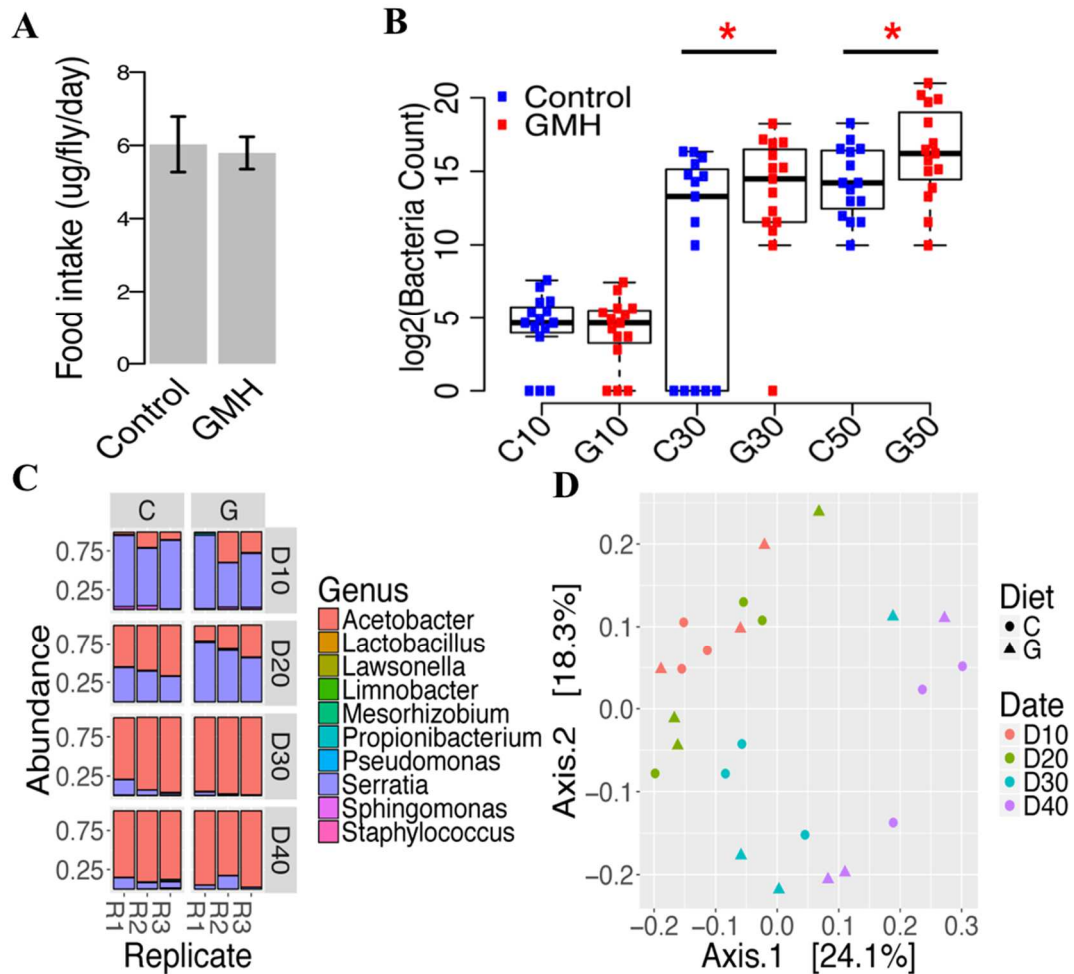 A
Food intake (ug/fly/day)
8
6
4
2
0
Control
GMH
B
* *
log2(Bacteria Count)
20
15
10
5
0
Control
GMH
C10
G10
C30
G30
C50
G50
C
C G
Abundance
0.75
0.25
D10
0.75
0.25
D20
0.75
0.25
D30
0.75
0.25
D40
R1
R2
R3
R1
R2
R3
Replicate
Genus
Acetobacter
Lactobacillus
Lawsonella
Limnobacter
Mesorhizobium
Propionibacterium
Pseudomonas
Serratia
Sphingomonas
Staphylococcus
D
Axis.2 [18.3%]
0.2
0.1
0.0
−0.1
−0.2
−0.2 −0.1 0.0 0.1 0.2 0.3
Axis.1 [24.1%]
Diet
C
G
Date
D10
D20
D30
D40